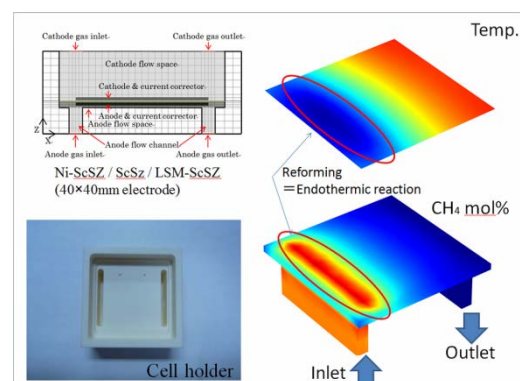 Cathode gas inlet
Cathode gas outlet
Cathode flow space
Cathode & current corrector
Anode & current corrector
Anode flow space
Z
X
Anode flow channel
Anode gas inlet
Anode gas outlet
Ni-ScSZ / ScSz / LSM-ScSZ
(40×40mm electrode)
Cell holder
Temp.
Reforming
=Endothermic reaction
CH4 mol%
Inlet
Outlet